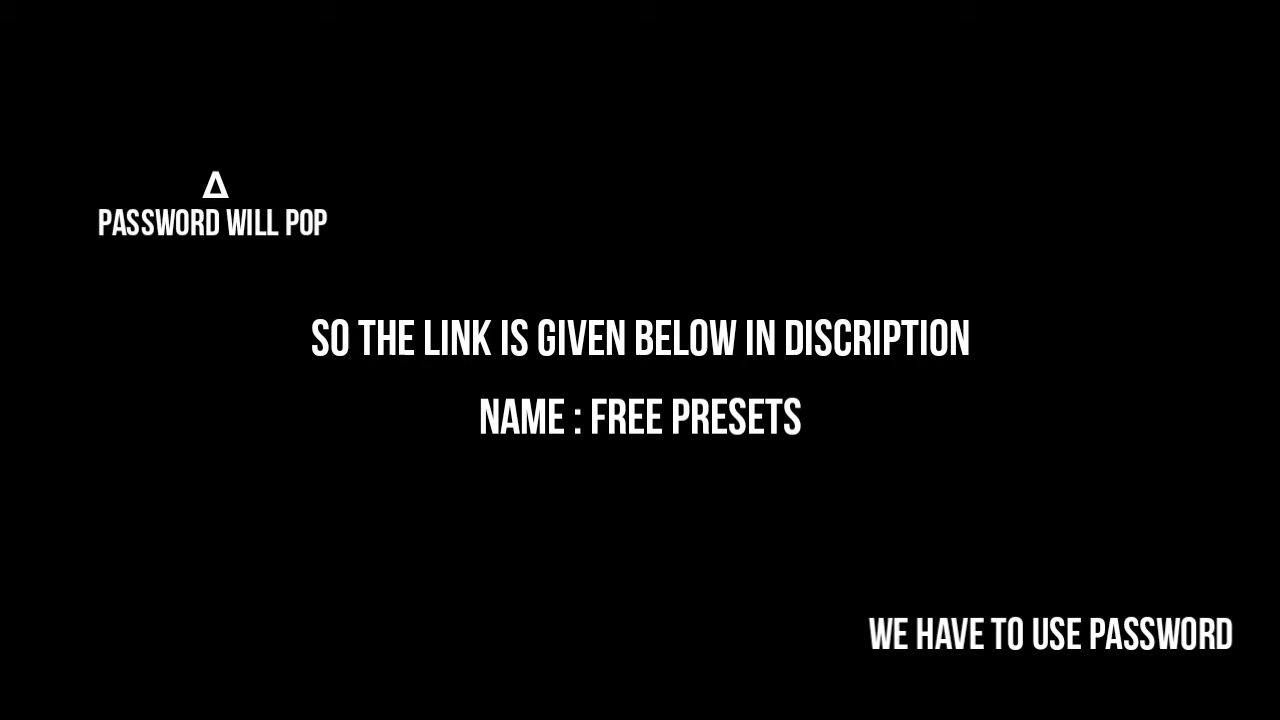 Δ
PASSWORD WILL POP
SO THE LINK IS GIVEN BELOW IN DISCRIPTION
NAME : FREE PRESETS
WE HAVE TO USE PASSWORD